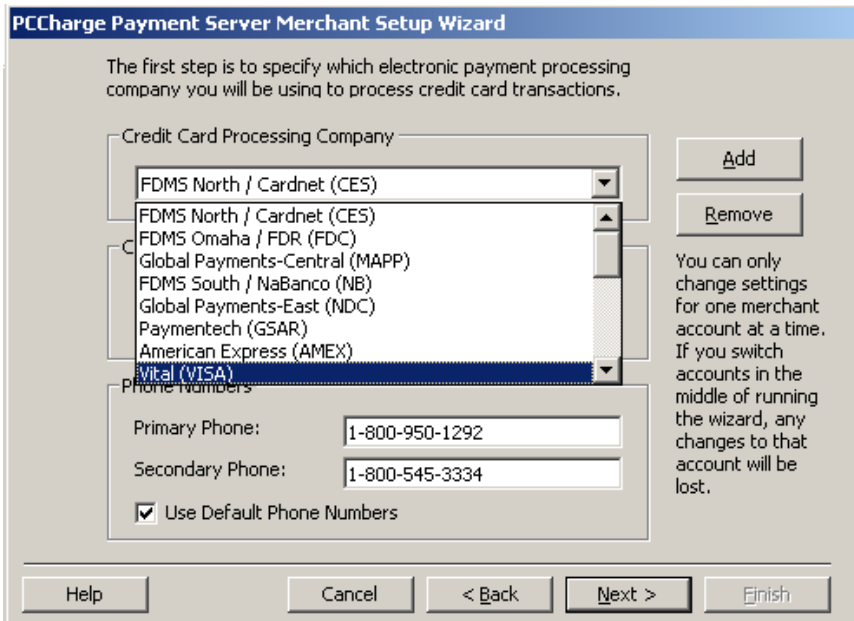 PCCharge Payment Server Merchant Setup Wizard
The first step is to specify which electronic payment processing
company you will be using to process credit card transactions.
Credit Card Processing Company
FDMS North / Cardnet (CES)
FDMS North / Cardnet (CES)
FDMS Omaha / FDR (FDC)
Global Payments-Central (MAPP)
FDMS South / NaBanco (NB)
Global Payments-East (NDC)
Paymentech (GSAR)
American Express (AMEX)
Vital (VISA)
C
Phone Numbers
Primary Phone:
1-800-950-1292
Secondary Phone:
1-800-545-3334
Use Default Phone Numbers
Add
Remove
You can only
change settings
for one merchant
account at a time.
If you switch
accounts in the
middle of running
the wizard, any
changes to that
account will be
lost.
Help
Cancel
< Back
Next >
Finish